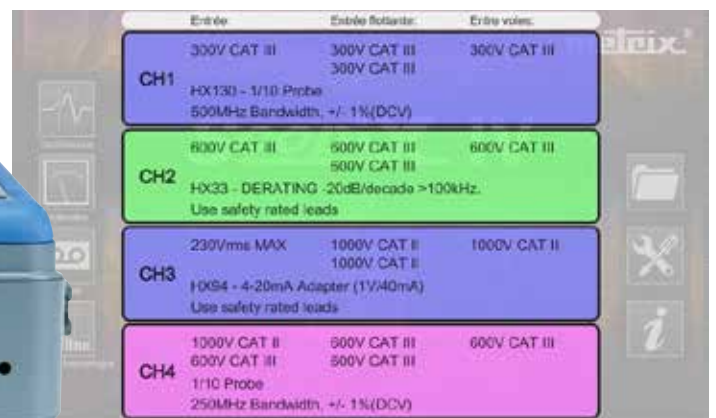 Entrée: Entrée flottante: Entre voies:
CH1
300V CAT III 300V CAT III 300V CAT III
300V CAT III
HX130 - 1/10 Probe
500MHz Bandwidth, +/- 1%(DCV)
CH2
600V CAT III 600V CAT III 600V CAT III
600V CAT III
HX33 - DERATING -20dB/decade >100kHz.
Use safety rated leads
CH3
230Vrms MAX 1000V CAT II 1000V CAT II
1000V CAT II
HX94 - 4-20mA Adapter (1V/40mA)
Use safety rated leads
CH4
1000V CAT II 600V CAT III 600V CAT III
600V CAT III 600V CAT III
1/10 Probe
250MHz Bandwidth, +/- 1%(DCV)